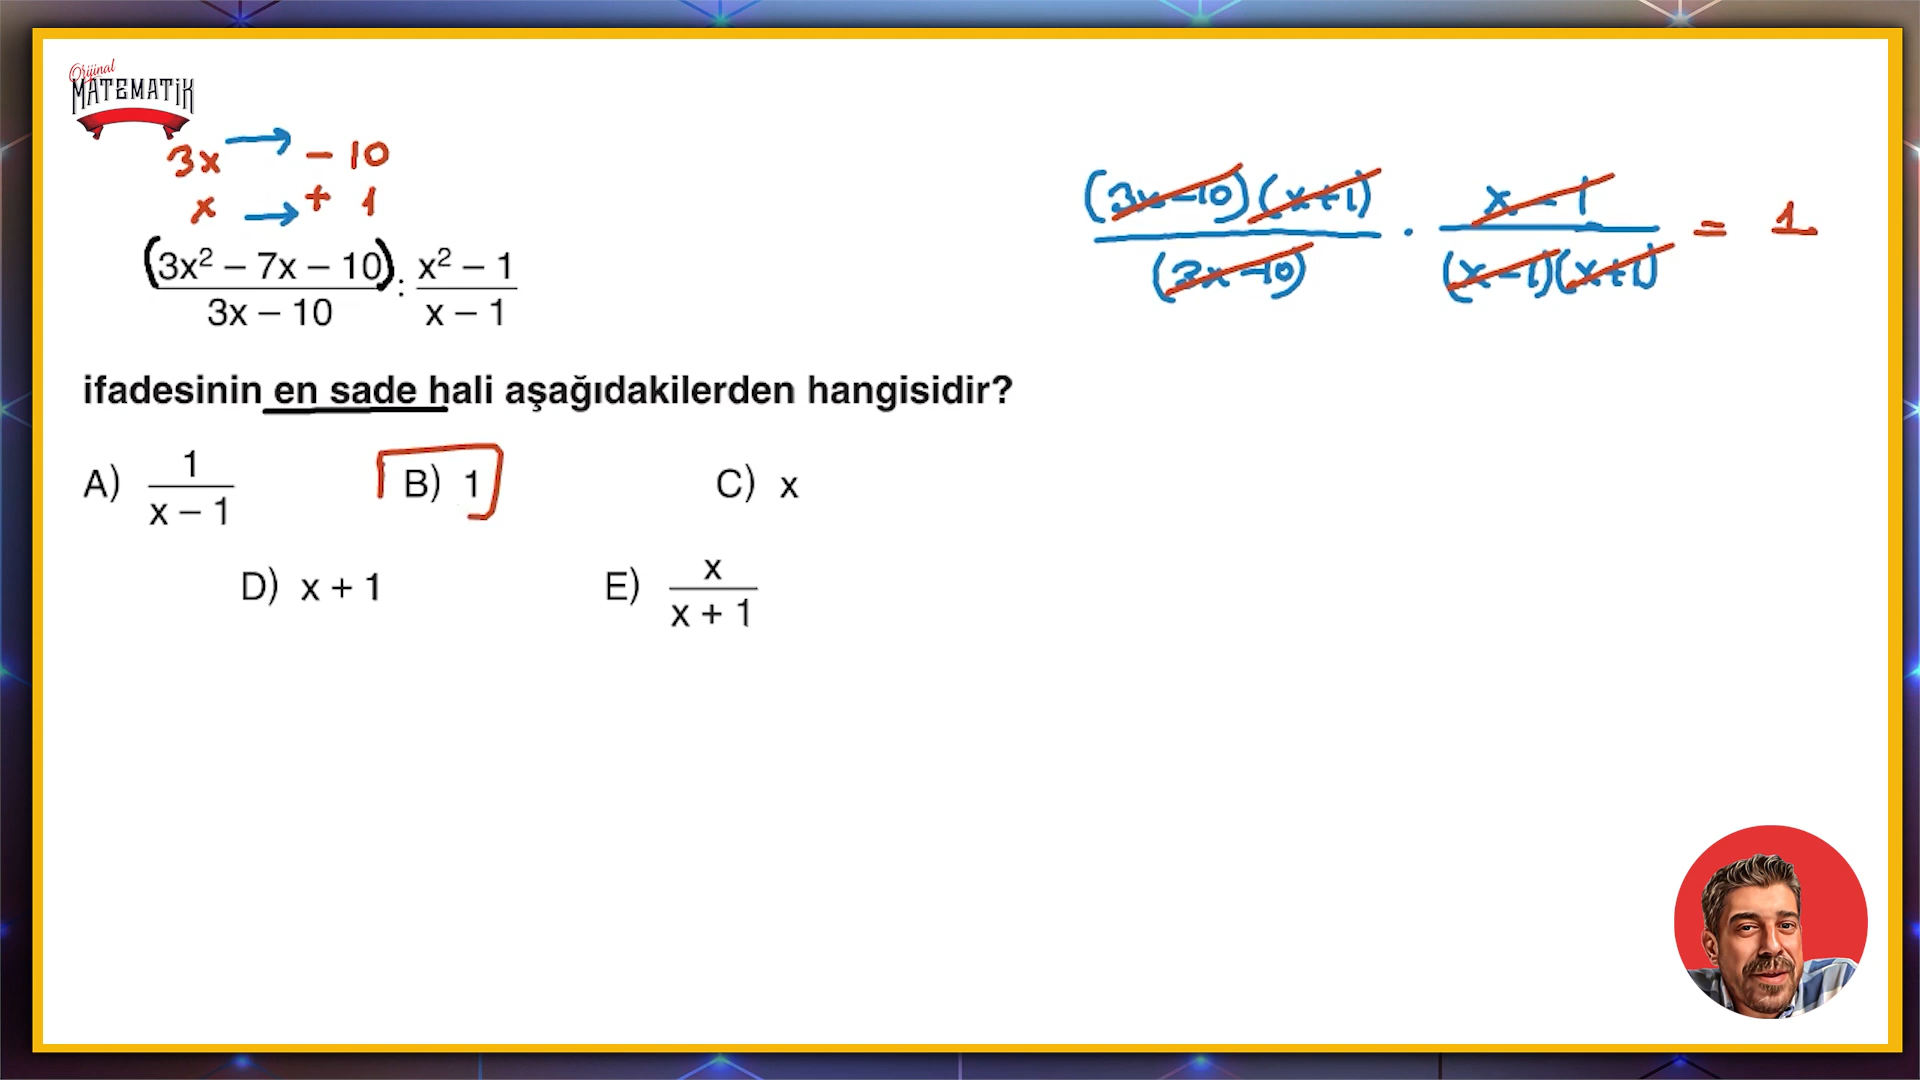 Orijinal
MATEMATİK
3x → - 10
x → + 1
(3x² – 7x – 10) / (3x – 10) : (x² – 1) / (x – 1)
(3x-10)(x+1) / (3x-10) · (x-1) / (x-1)(x+1) = 1
ifadesinin en sade hali aşağıdakilerden hangisidir?
A) 1 / (x – 1) B) 1 C) x
D) x + 1 E) x / (x + 1)